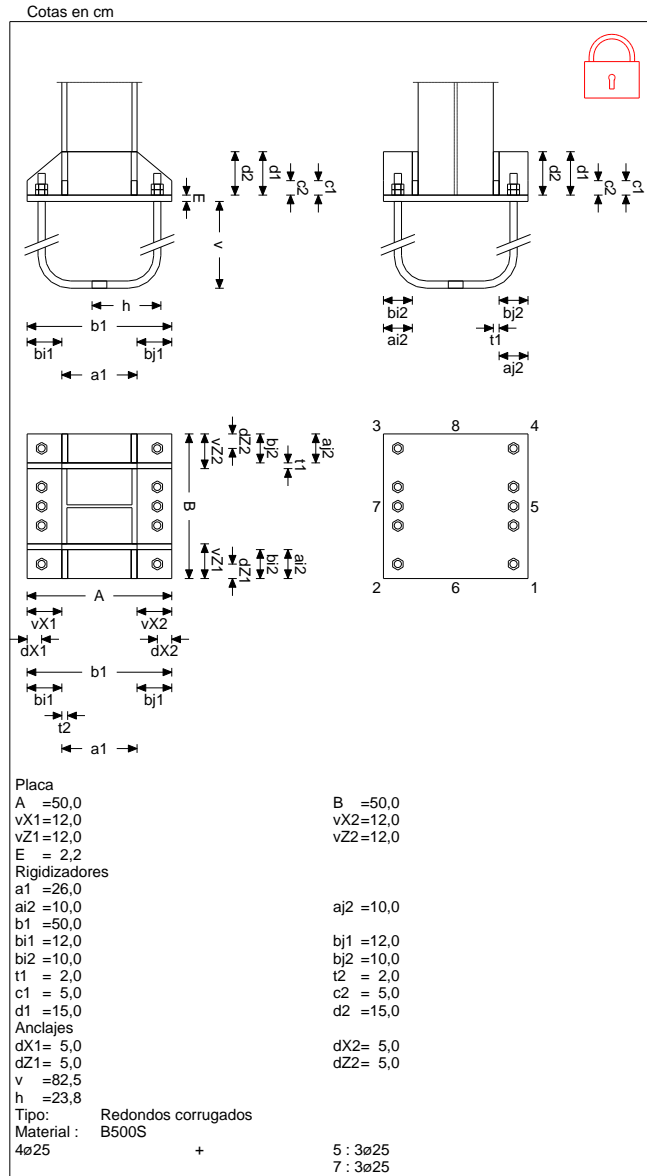 Cotas en cm
d2
d1
c2
c1
E
v
h
b1
bi1
bj1
a1
d2
d1
c2
c1
bi2
bj2
ai2
t1
aj2
vZ2
dZ2
bj2
t1
aj2
B
vZ1
dZ1
bi2
ai2
A
vX1
vX2
dX1
dX2
b1
bi1
bj1
t2
a1
3 8 4
7 5
2 6 1
Placa
A =50,0 B =50,0
vX1=12,0 vX2=12,0
vZ1=12,0 vZ2=12,0
E = 2,2
Rigidizadores
a1 =26,0
ai2 =10,0 aj2 =10,0
b1 =50,0
bi1 =12,0 bj1 =12,0
bi2 =10,0 bj2 =10,0
t1 = 2,0 t2 = 2,0
c1 = 5,0 c2 = 5,0
d1 =15,0 d2 =15,0
Anclajes
dX1= 5,0 dX2= 5,0
dZ1= 5,0 dZ2= 5,0
v =82,5
h =23,8
Tipo: Redondos corrugados
Material : B500S
4ø25 + 5 : 3ø25
7 : 3ø25